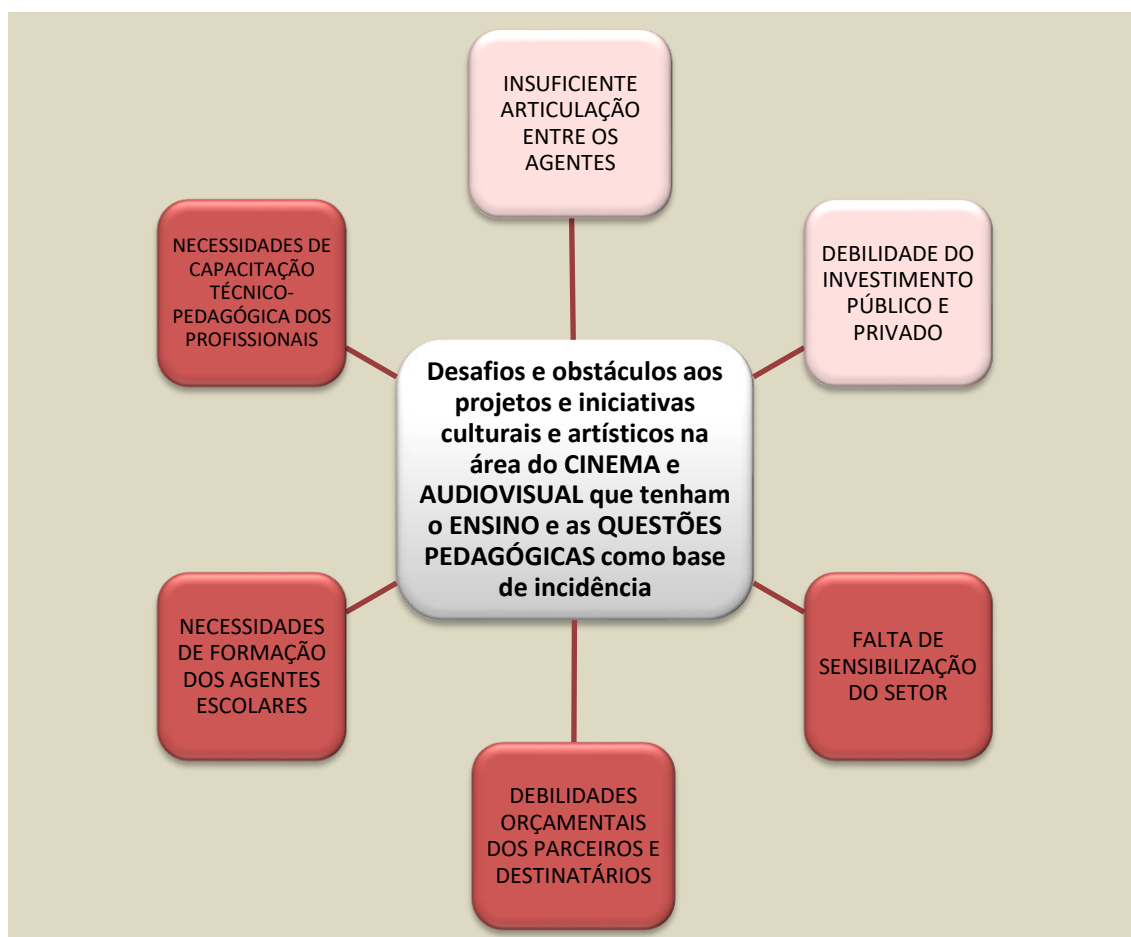 INSUFICIENTE
ARTICULAÇÃO
ENTRE OS
AGENTES
NECESSIDADES DE
CAPACITAÇÃO
TÉCNICO-
PEDAGÓGICA DOS
PROFISSIONAIS
DEBILIDADE DO
INVESTIMENTO
PÚBLICO E
PRIVADO
Desafios e obstáculos aos
projetos e iniciativas
culturais e artísticos na
área do CINEMA e
AUDIOVISUAL que tenham
o ENSINO e as QUESTÕES
PEDAGÓGICAS como base
de incidência
NECESSIDADES
DE FORMAÇÃO
DOS AGENTES
ESCOLARES
FALTA DE
SENSIBILIZAÇÃO
DO SETOR
DEBILIDADES
ORÇAMENTAIS
DOS PARCEIROS E
DESTINATÁRIOS